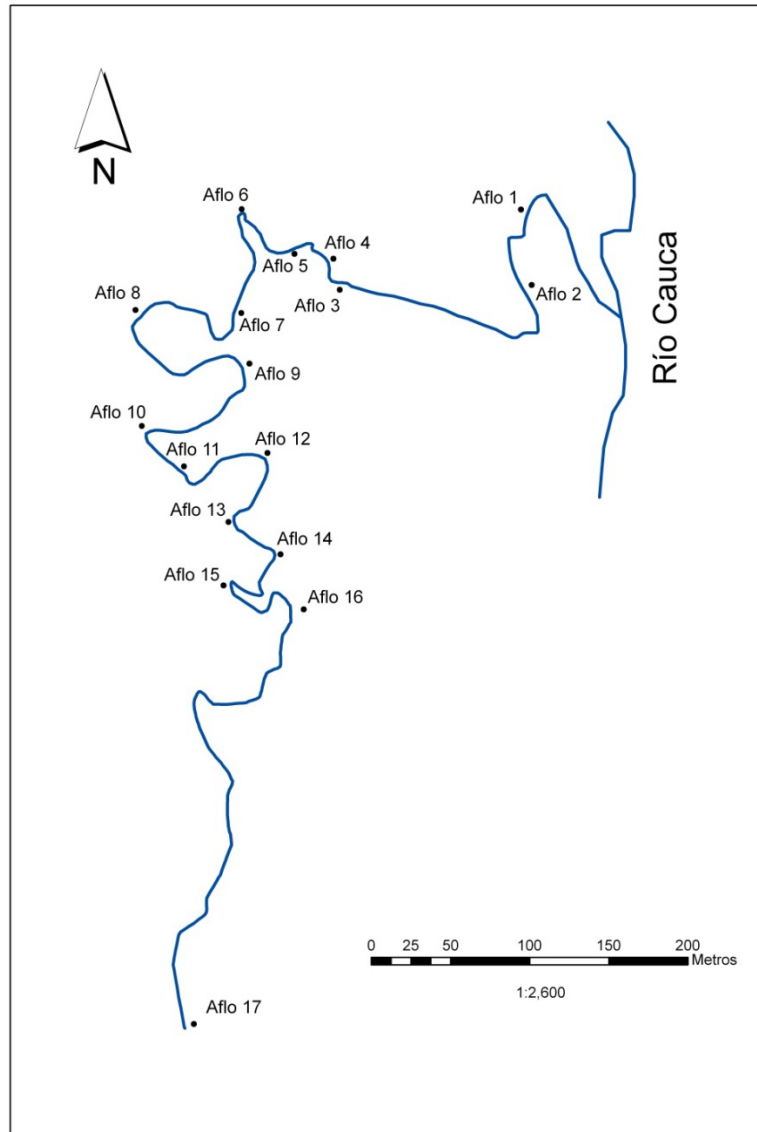 N
Aflo 6
Aflo 1
Aflo 4
Aflo 5
Aflo 3
Aflo 2
Río Cauca
Aflo 8
Aflo 7
Aflo 9
Aflo 10
Aflo 11
Aflo 12
Aflo 13
Aflo 14
Aflo 15
Aflo 16
0 25 50 100 150 200
Metros
1:2,600
Aflo 17